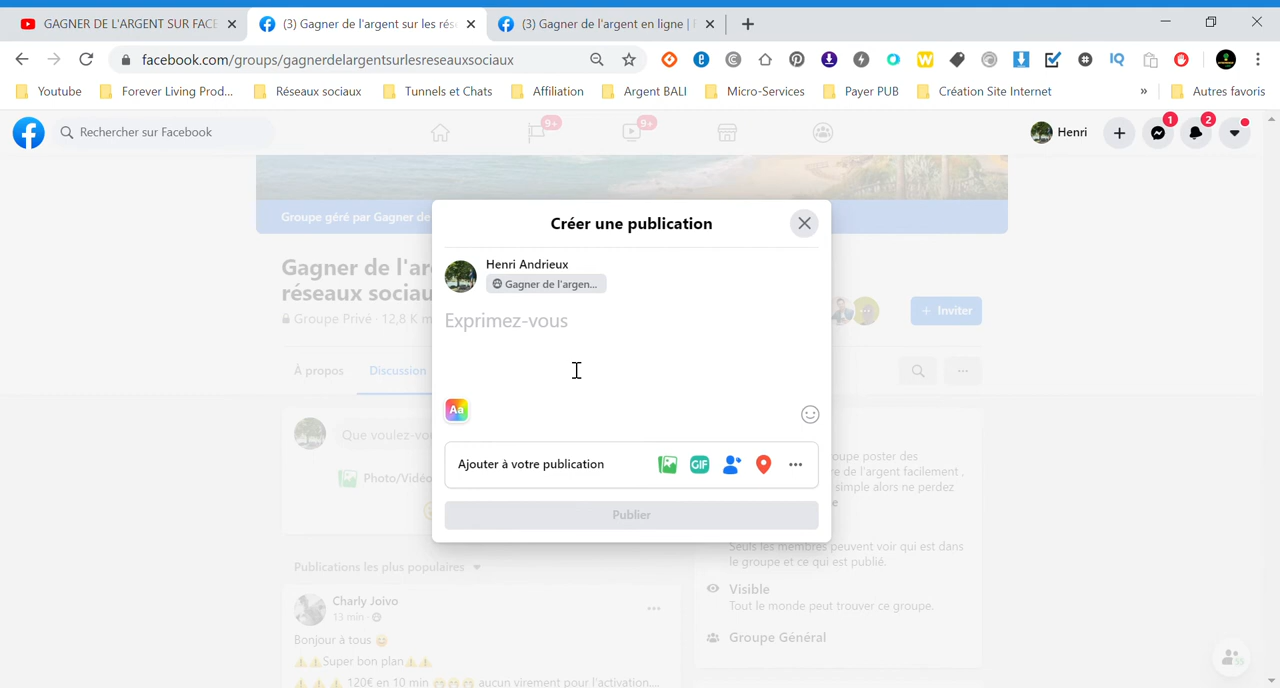 GAGNER DE L'ARGENT SUR FACE
(3) Gagner de l'argent sur les rés
(3) Gagner de l'argent en ligne |
facebook.com/groups/gagnerdelargentsurlesreseauxsociaux
Youtube
Forever Living Prod...
Réseaux sociaux
Tunnels et Chats
Affiliation
Argent BALI
Micro-Services
Payer PUB
Création Site Internet
»
Autres favoris
Rechercher sur Facebook
9+
9+
Henri
1
2
Groupe géré par Gagner de
Gagner de l'ar
réseaux sociau
Groupe Privé · 12,8 K m
+ Inviter
À propos
Discussion
Que voulez-vo
Photo/Vidéo
Créer une publication
Henri Andrieux
Gagner de l'argen...
Exprimez-vous
Aa
Ajouter à votre publication
GIF
Publier
oupe poster des
e de l'argent facilement .
simple alors ne perdez
e
Seuls les membres peuvent voir qui est dans
le groupe et ce qui est publié.
Visible
Tout le monde peut trouver ce groupe.
Groupe Général
Publications les plus populaires
Charly Joivo
13 min ·
Bonjour à tous
Super bon plan
120€ en 10 min aucun virement pour l'activation....